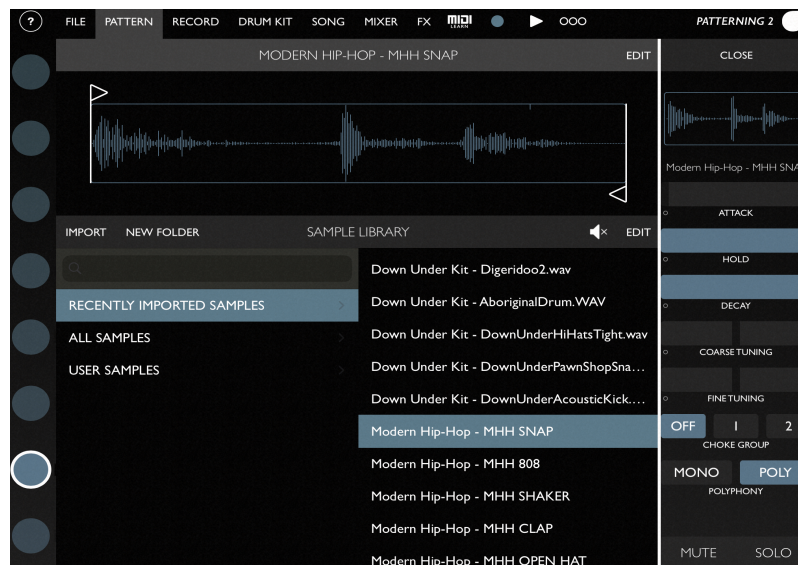 ?
FILE PATTERN RECORD DRUM KIT SONG MIXER FX MIDI LEARN PATTERNING 2
MODERN HIP-HOP - MHH SNAP EDIT
CLOSE
Modern Hip-Hop - MHH SNA
ATTACK
HOLD
DECAY
COARSE TUNING
FINE TUNING
OFF 1 2
CHOKE GROUP
MONO POLY
POLYPHONY
MUTE SOLO
IMPORT NEW FOLDER SAMPLE LIBRARY EDIT
RECENTLY IMPORTED SAMPLES
ALL SAMPLES
USER SAMPLES
Down Under Kit - Digeridoo2.wav
Down Under Kit - AboriginalDrum.WAV
Down Under Kit - DownUnderHiHatsTight.wav
Down Under Kit - DownUnderPawnShopSna...
Down Under Kit - DownUnderAcousticKick....
Modern Hip-Hop - MHH SNAP
Modern Hip-Hop - MHH 808
Modern Hip-Hop - MHH SHAKER
Modern Hip-Hop - MHH CLAP
Modern Hip-Hop - MHH OPEN HAT